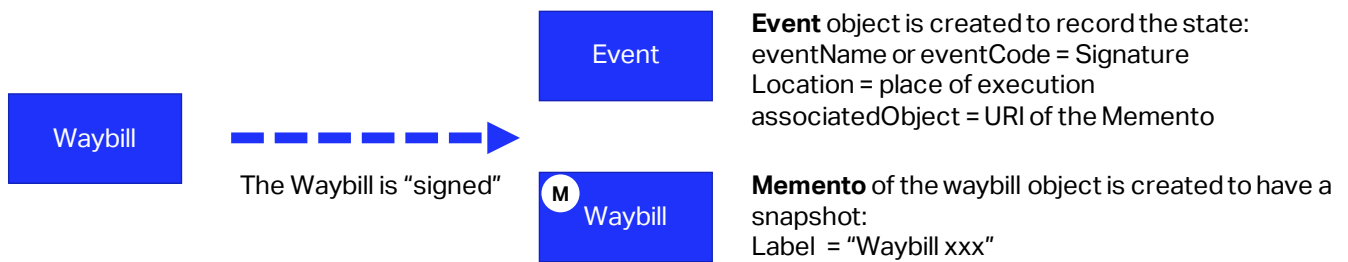 Waybill
The Waybill is “signed”
Event
Event object is created to record the state:
eventName or eventCode = Signature
Location = place of execution
associatedObject = URI of the Memento
M
Waybill
Memento of the waybill object is created to have a
snapshot:
Label = “Waybill xxx”